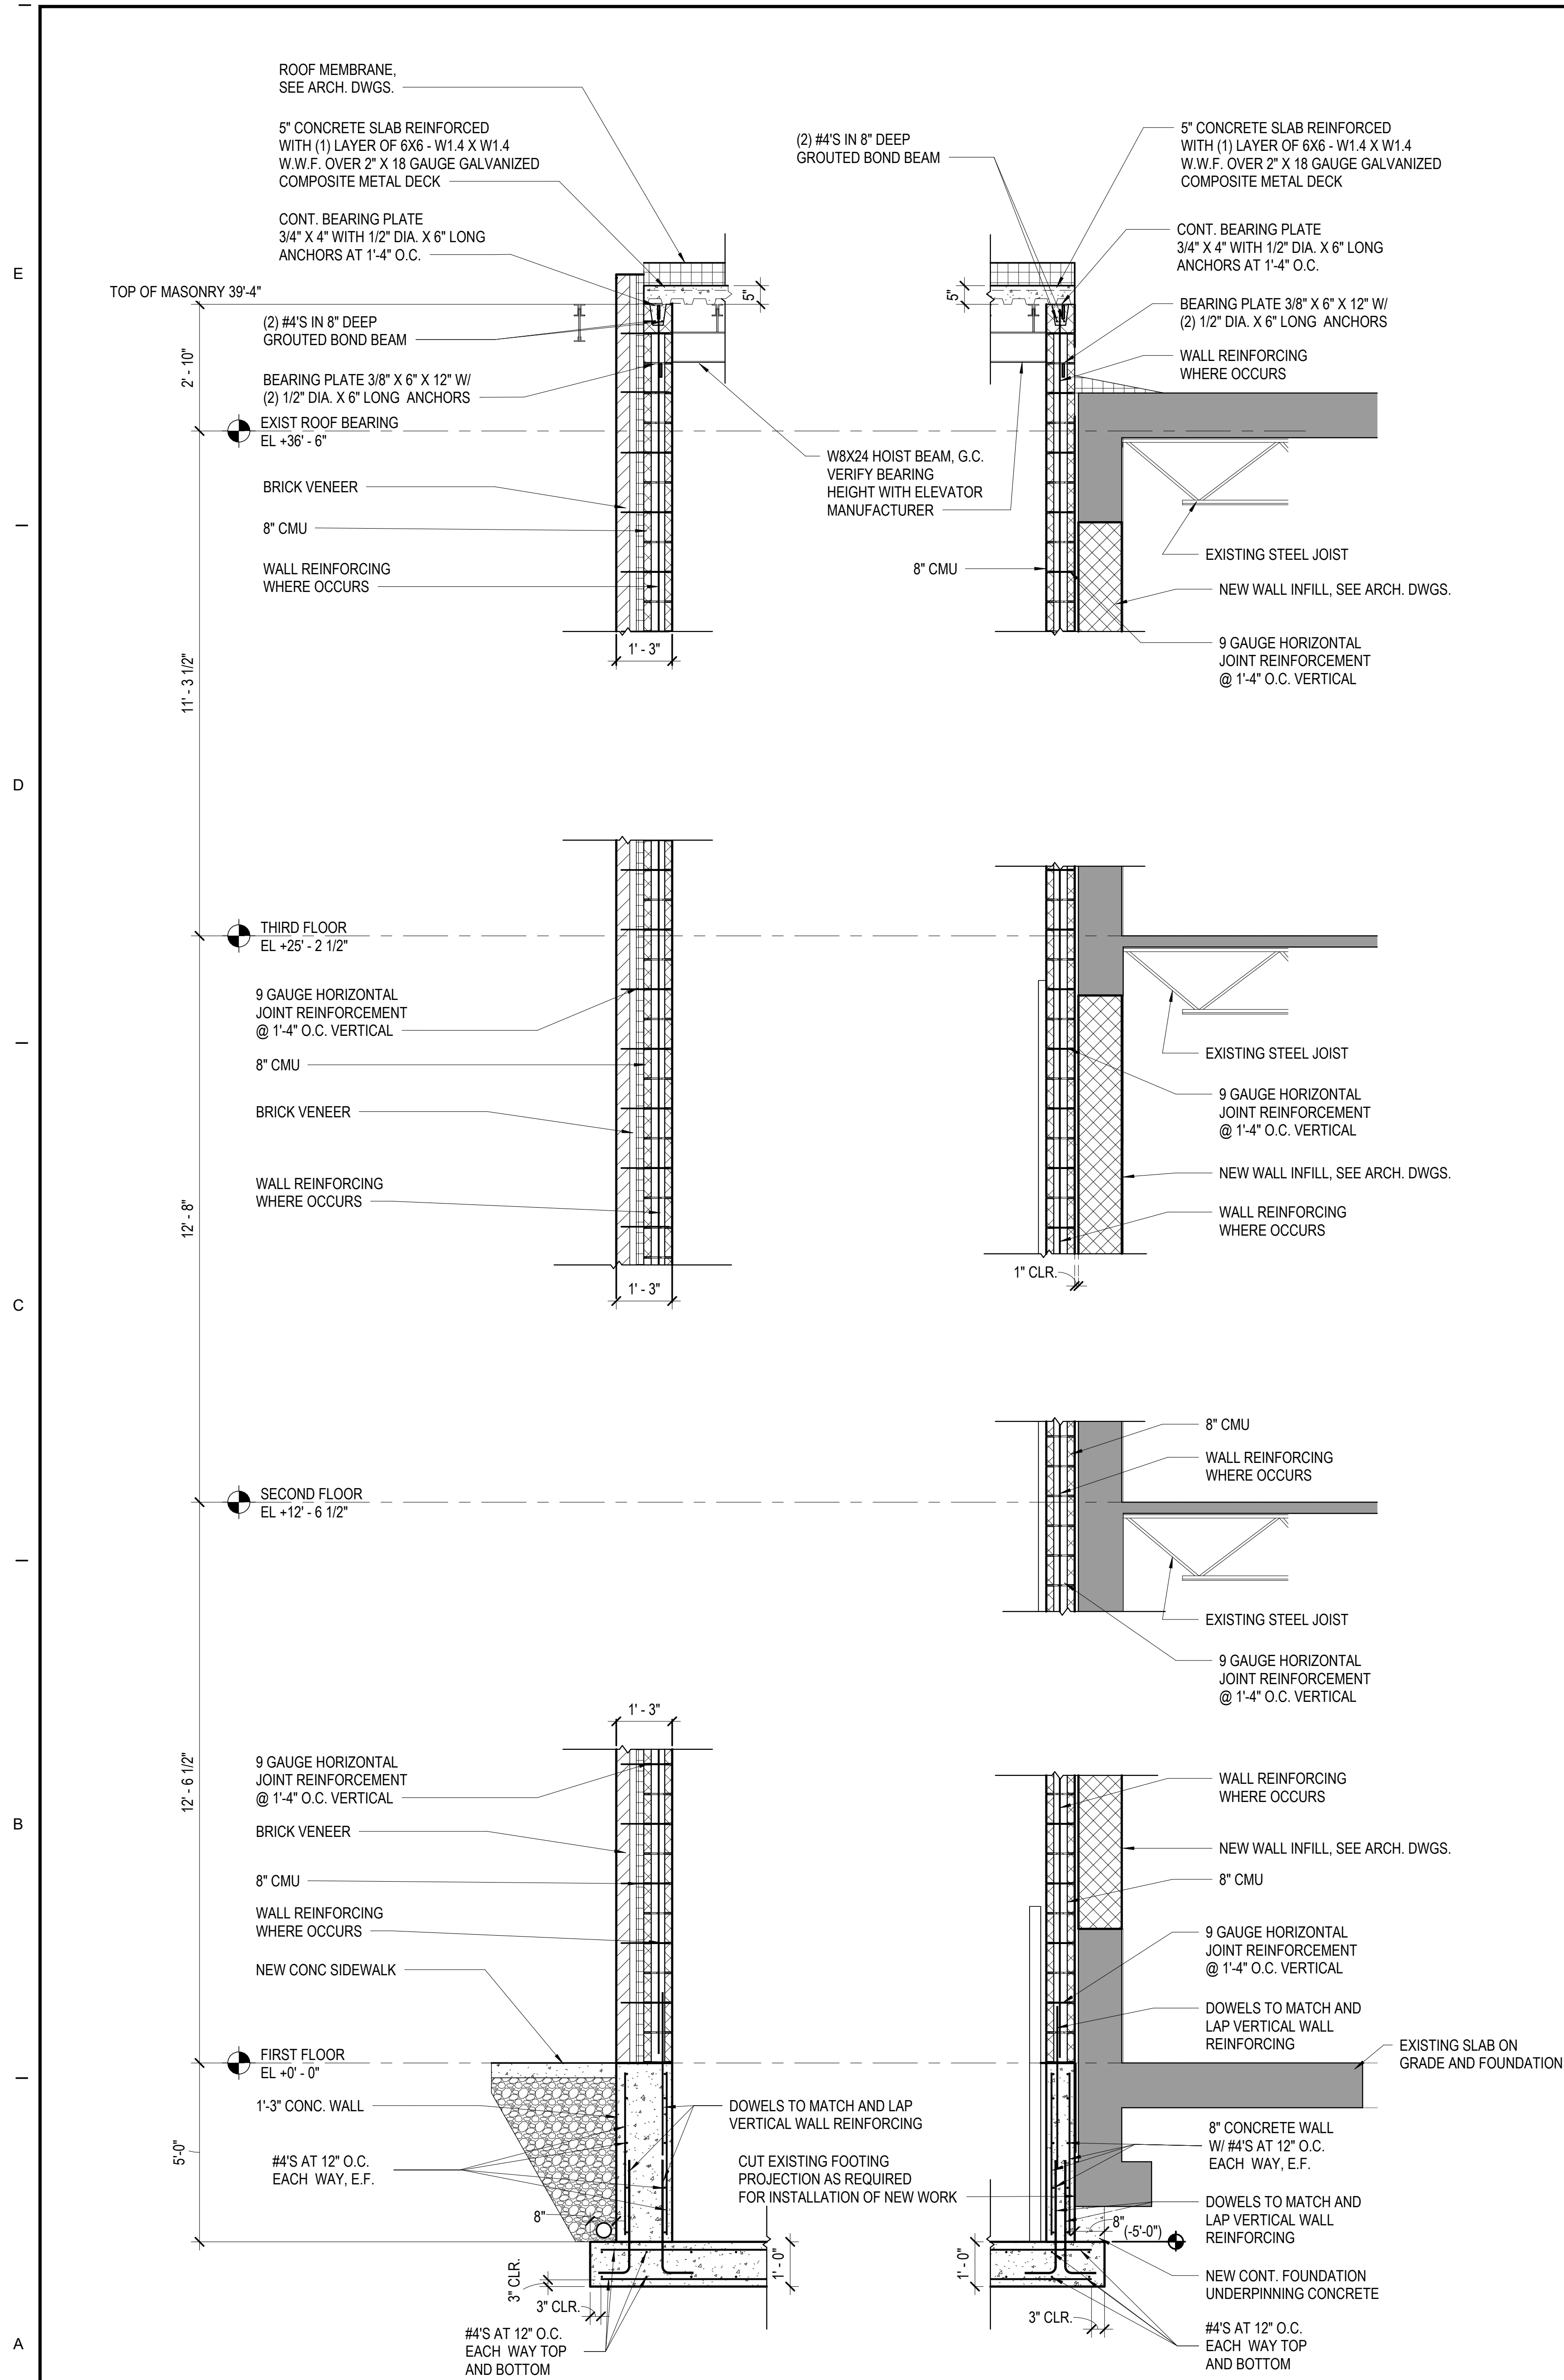 ROOF MEMBRANE,
SEE ARCH. DWGS.
5" CONCRETE SLAB REINFORCED
WITH (1) LAYER OF 6X6 - W1.4 X W1.4
W.W.F. OVER 2" X 18 GAUGE GALVANIZED
COMPOSITE METAL DECK
(2) #4'S IN 8" DEEP
GROUTED BOND BEAM
5" CONCRETE SLAB REINFORCED
WITH (1) LAYER OF 6X6 - W1.4 X W1.4
W.W.F. OVER 2" X 18 GAUGE GALVANIZED
COMPOSITE METAL DECK
CONT. BEARING PLATE
3/4" X 4" WITH 1/2" DIA. X 6" LONG
ANCHORS AT 1'-4" O.C.
CONT. BEARING PLATE
3/4" X 4" WITH 1/2" DIA. X 6" LONG
ANCHORS AT 1'-4" O.C.
E
TOP OF MASONRY 39'-4"
5"
5"
(2) #4'S IN 8" DEEP
GROUTED BOND BEAM
BEARING PLATE 3/8" X 6" X 12" W/
(2) 1/2" DIA. X 6" LONG ANCHORS
2' - 10"
BEARING PLATE 3/8" X 6" X 12" W/
(2) 1/2" DIA. X 6" LONG ANCHORS
WALL REINFORCING
WHERE OCCURS
EXIST ROOF BEARING
EL +36' - 6"
W8X24 HOIST BEAM, G.C.
VERIFY BEARING
HEIGHT WITH ELEVATOR
MANUFACTURER
BRICK VENEER
8" CMU
WALL REINFORCING
WHERE OCCURS
8" CMU
EXISTING STEEL JOIST
NEW WALL INFILL, SEE ARCH. DWGS.
9 GAUGE HORIZONTAL
JOINT REINFORCEMENT
@ 1'-4" O.C. VERTICAL
1' - 3"
11' - 3 1/2"
D
THIRD FLOOR
EL +25' - 2 1/2"
9 GAUGE HORIZONTAL
JOINT REINFORCEMENT
@ 1'-4" O.C. VERTICAL
8" CMU
BRICK VENEER
WALL REINFORCING
WHERE OCCURS
EXISTING STEEL JOIST
9 GAUGE HORIZONTAL
JOINT REINFORCEMENT
@ 1'-4" O.C. VERTICAL
NEW WALL INFILL, SEE ARCH. DWGS.
WALL REINFORCING
WHERE OCCURS
12' - 8"
1" CLR.
1' - 3"
C
8" CMU
WALL REINFORCING
WHERE OCCURS
SECOND FLOOR
EL +12' - 6 1/2"
EXISTING STEEL JOIST
9 GAUGE HORIZONTAL
JOINT REINFORCEMENT
@ 1'-4" O.C. VERTICAL
1' - 3"
12' - 6 1/2"
9 GAUGE HORIZONTAL
JOINT REINFORCEMENT
@ 1'-4" O.C. VERTICAL
BRICK VENEER
8" CMU
WALL REINFORCING
WHERE OCCURS
NEW CONC SIDEWALK
WALL REINFORCING
WHERE OCCURS
NEW WALL INFILL, SEE ARCH. DWGS.
8" CMU
9 GAUGE HORIZONTAL
JOINT REINFORCEMENT
@ 1'-4" O.C. VERTICAL
DOWELS TO MATCH AND
LAP VERTICAL WALL
REINFORCING
B
FIRST FLOOR
EL +0' - 0"
EXISTING SLAB ON
GRADE AND FOUNDATION
1'-3" CONC. WALL
DOWELS TO MATCH AND LAP
VERTICAL WALL REINFORCING
8" CONCRETE WALL
W/ #4'S AT 12" O.C.
EACH WAY, E.F.
5'-0"
#4'S AT 12" O.C.
EACH WAY, E.F.
CUT EXISTING FOOTING
PROJECTION AS REQUIRED
FOR INSTALLATION OF NEW WORK
DOWELS TO MATCH AND
LAP VERTICAL WALL
REINFORCING
8"
8"
(-5'-0")
1' - 0"
1' - 0"
NEW CONT. FOUNDATION
UNDERPINNING CONCRETE
3" CLR.
3" CLR.
3" CLR.
#4'S AT 12" O.C.
EACH WAY TOP
AND BOTTOM
#4'S AT 12" O.C.
EACH WAY TOP
AND BOTTOM
A